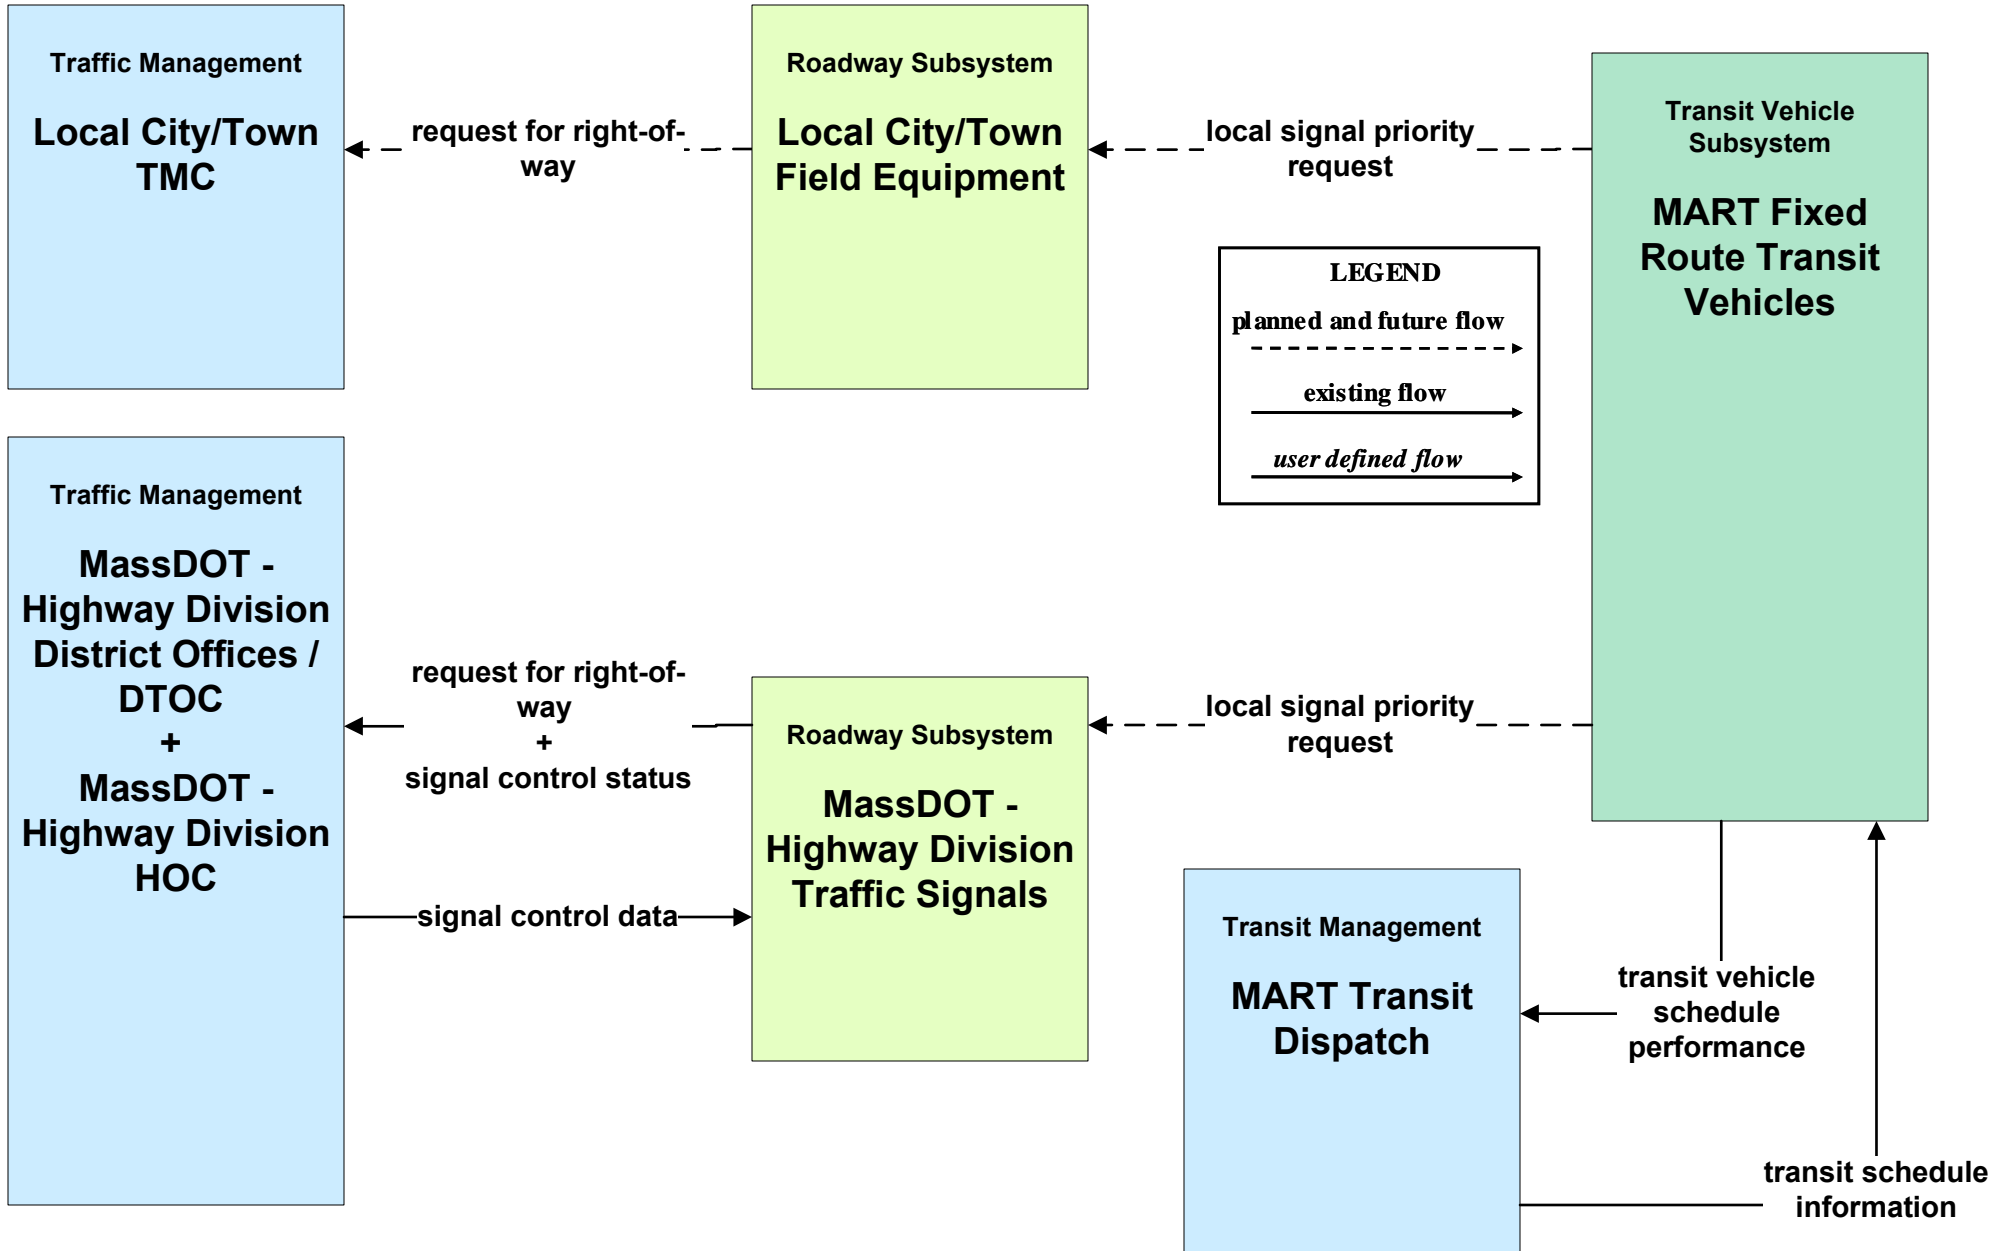 Traffic Management
Local City/Town
TMC
request for right-of-
way
Roadway Subsystem
Local City/Town
Field Equipment
local signal priority
request
Transit Vehicle
Subsystem
MART Fixed
Route Transit
Vehicles
LEGEND
planned and future flow
existing flow
user defined flow
Traffic Management
MassDOT -
Highway Division
District Offices /
DTOC
+
MassDOT -
Highway Division
HOC
request for right-of-
way
+
signal control status
signal control data
Roadway Subsystem
MassDOT -
Highway Division
Traffic Signals
local signal priority
request
Transit Management
MART Transit
Dispatch
transit vehicle
schedule
performance
transit schedule
information